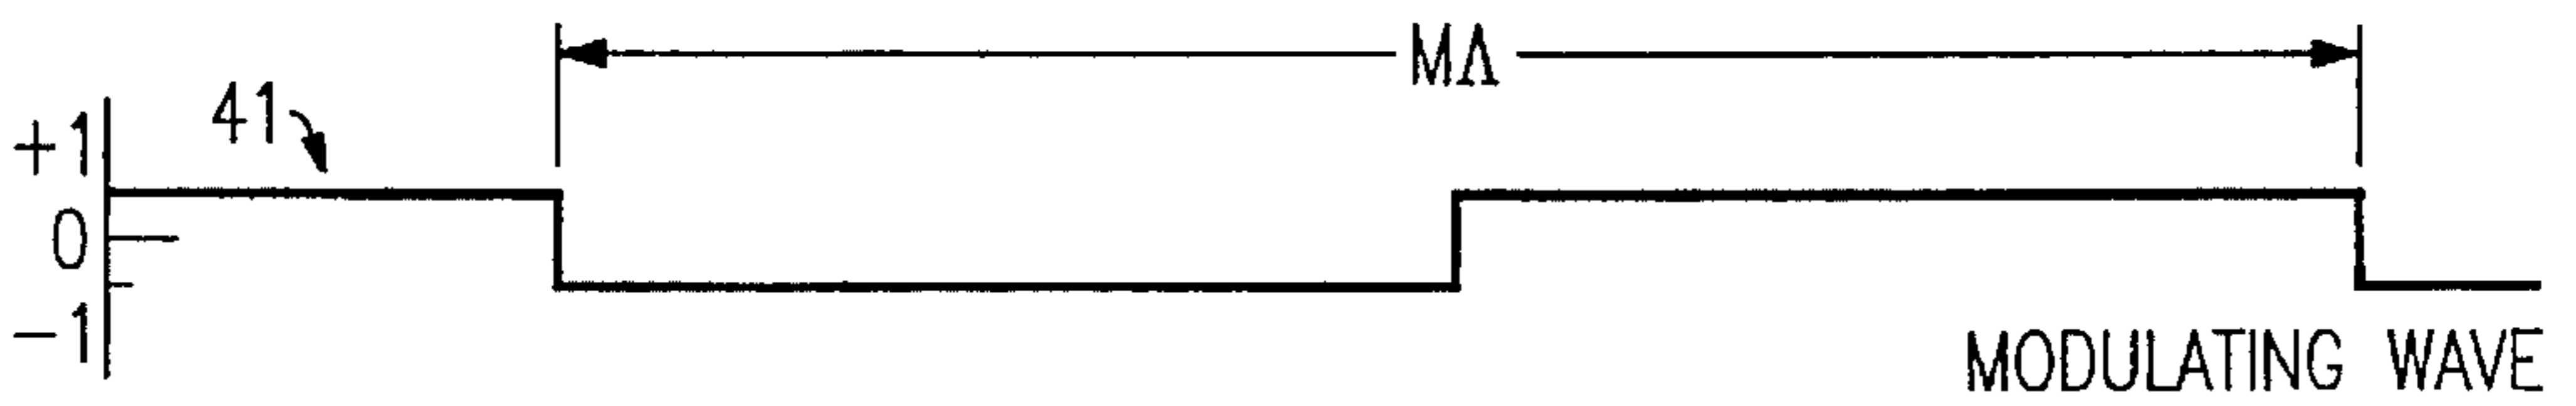 MΛ
41
+1
0
-1
MODULATING WAVE